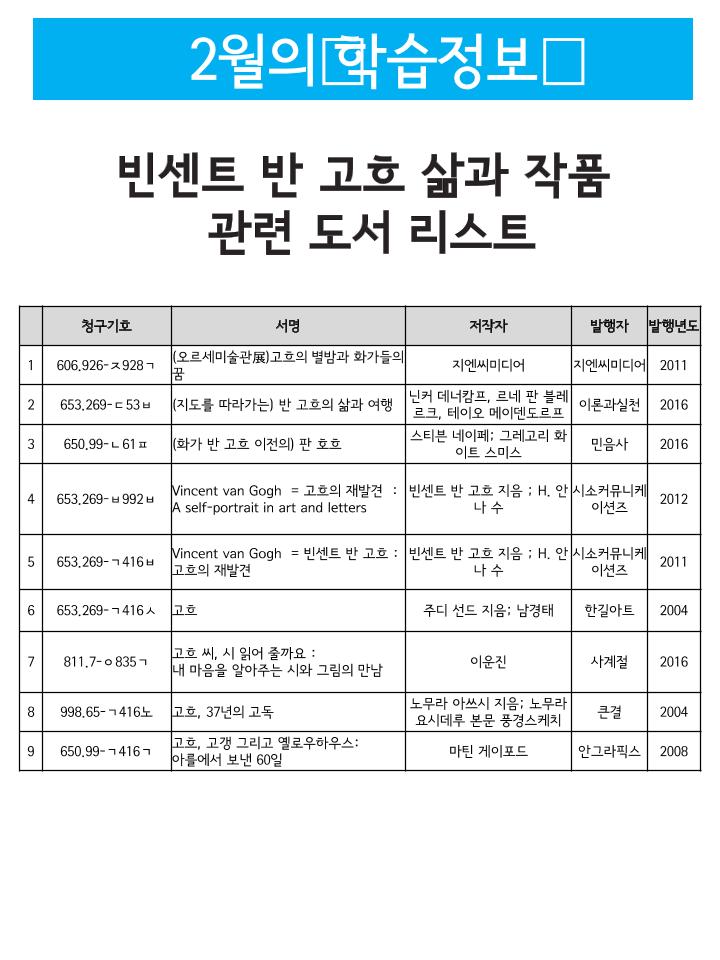 2월의 학습정보
빈센트 반 고흐 삶과 작품
관련 도서 리스트
청구기호 서명 저작자 발행자 발행년도
1 606.926-ㅈ928ㄱ (오르세미술관展)고흐의 별밤과 화가들의 꿈 지엔씨미디어 지엔씨미디어 2011
2 653.269-ㄷ53ㅂ (지도를 따라가는) 반 고흐의 삶과 여행 닌커 데너캄프, 르네 판 블레르크, 테이오 메이덴도르프 이론과실천 2016
3 650.99-ㄴ61ㅍ (화가 반 고흐 이전의) 판 호흐 스티븐 네이페; 그레고리 화이트 스미스 민음사 2016
4 653.269-ㅂ992ㅂ Vincent van Gogh = 고흐의 재발견 : A self-portrait in art and letters 빈센트 반 고흐 지음 ; H. 안나 수 시소커뮤니케이션즈 2012
5 653.269-ㄱ416ㅂ Vincent van Gogh = 빈센트 반 고흐 : 고흐의 재발견 빈센트 반 고흐 지음 ; H. 안나 수 시소커뮤니케이션즈 2011
6 653.269-ㄱ416ㅅ 고흐 주디 선드 지음; 남경태 한길아트 2004
7 811.7-ㅇ835ㄱ 고흐 씨, 시 읽어 줄까요 : 내 마음을 알아주는 시와 그림의 만남 이운진 사계절 2016
8 998.65-ㄱ416노 고흐, 37년의 고독 노무라 아쓰시 지음; 노무라 요시데루 본문 풍경스케치 큰결 2004
9 650.99-ㄱ416ㄱ 고흐, 고갱 그리고 옐로우하우스: 아를에서 보낸 60일 마틴 게이포드 안그라픽스 2008